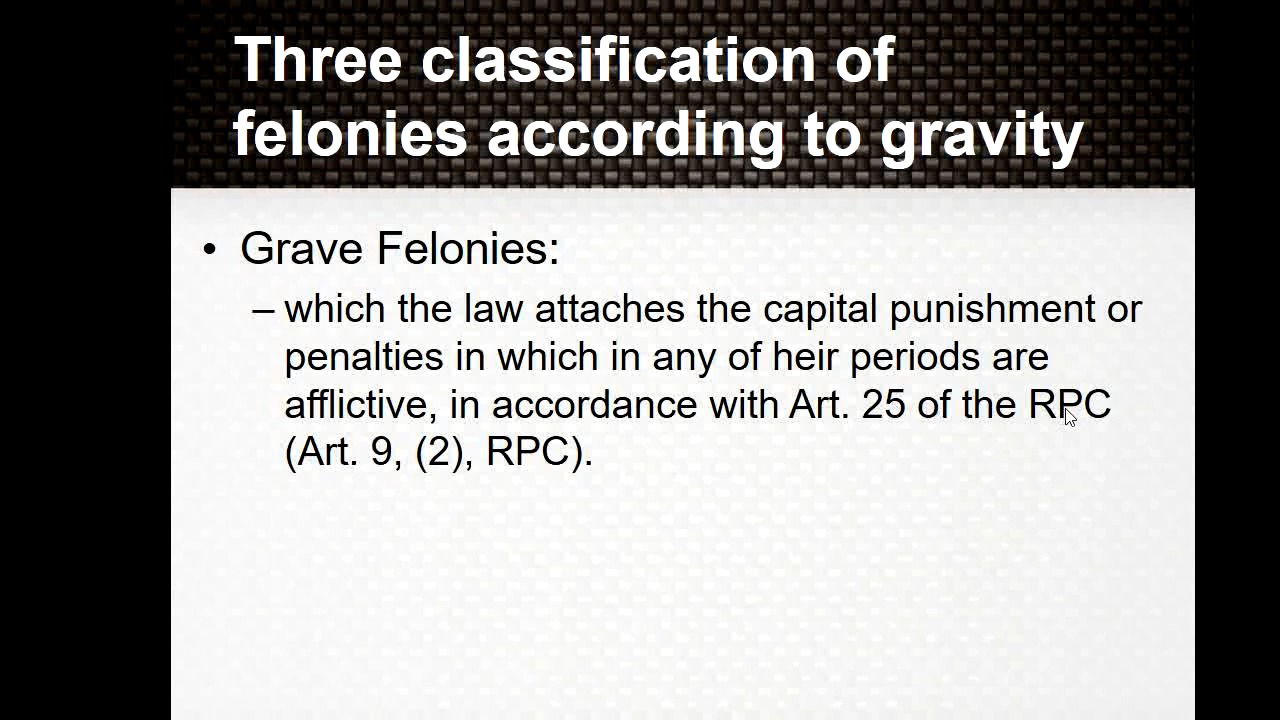 Three classification of
felonies according to gravity
• Grave Felonies:
– which the law attaches the capital punishment or
penalties in which in any of heir periods are
afflictive, in accordance with Art. 25 of the RPC
(Art. 9, (2), RPC).